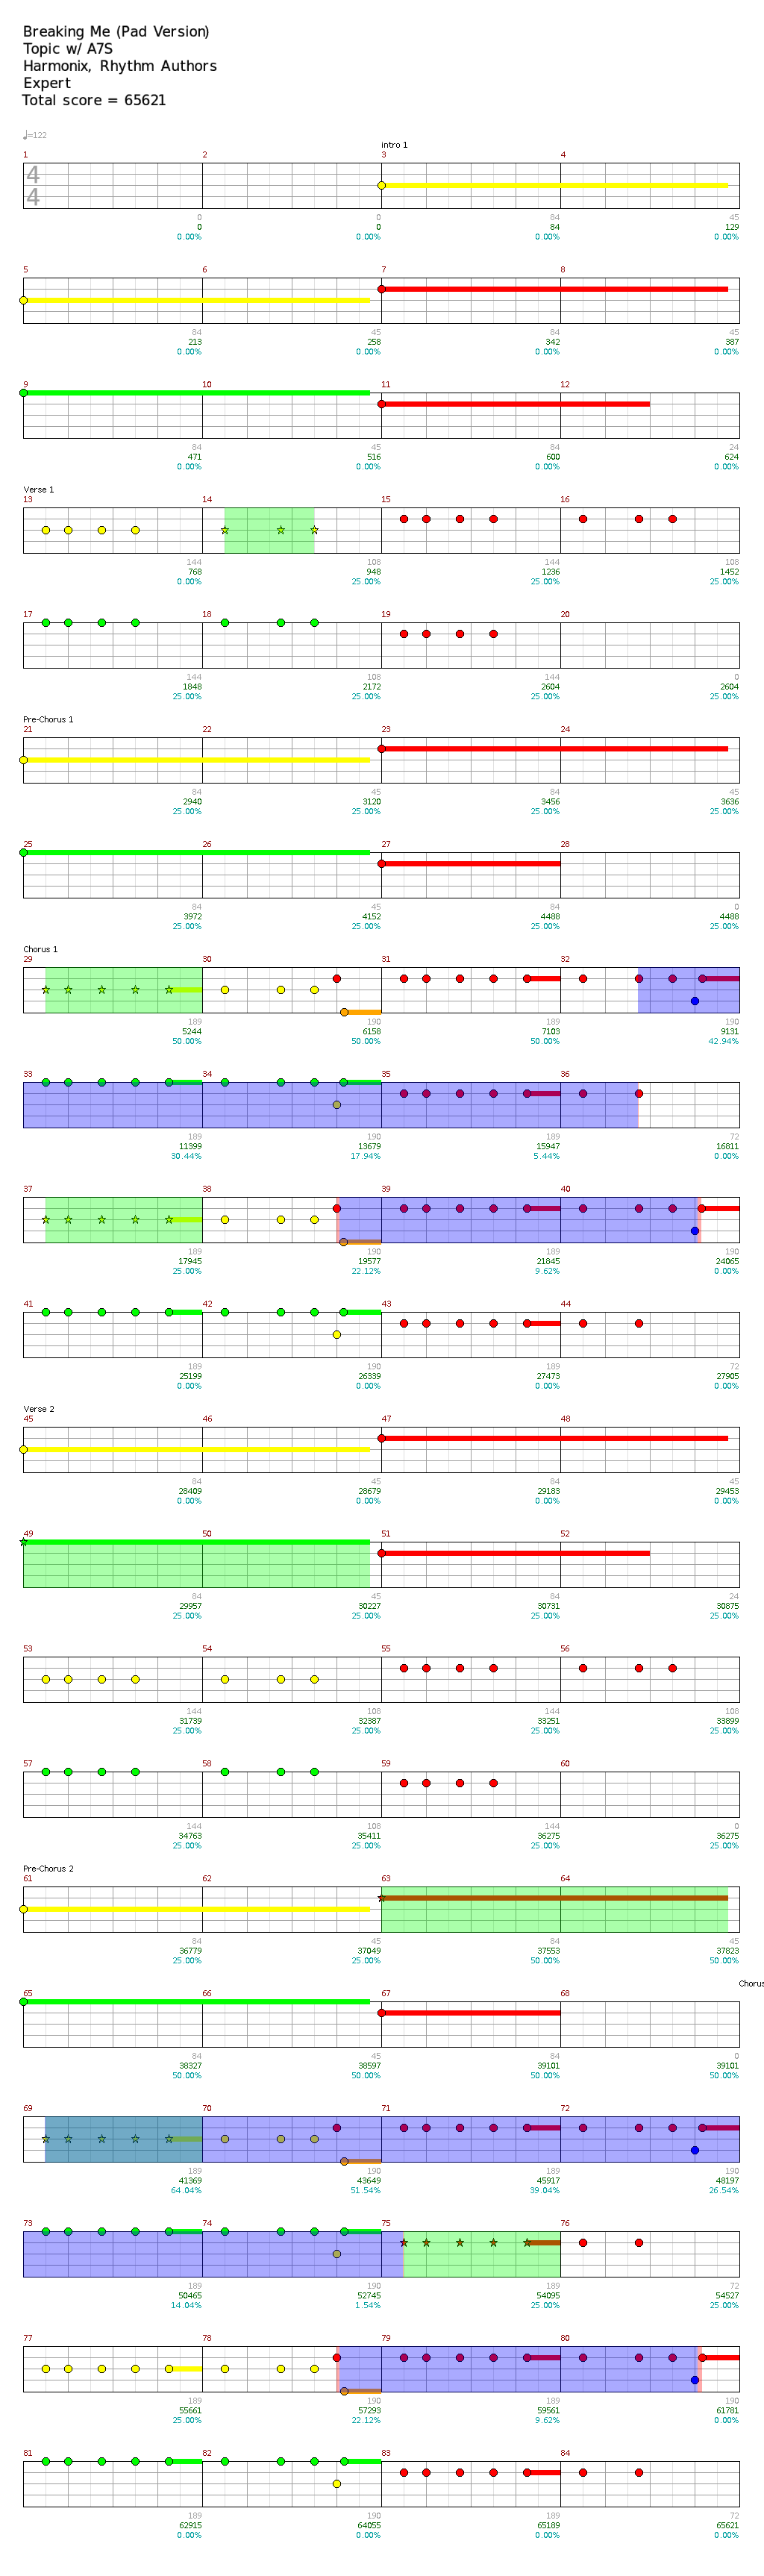 Breaking Me (Pad Version)
Topic w/ A7S
Harmonix, Rhythm Authors
Expert
Total score = 65621
♩=122
intro 1
1 2 3 4
4
4
0 0 84 45
0 0 84 129
0.00% 0.00% 0.00% 0.00%
5 6 7 8
84 45 84 45
213 258 342 387
0.00% 0.00% 0.00% 0.00%
9 10 11 12
84 45 84 24
471 516 600 624
0.00% 0.00% 0.00% 0.00%
Verse 1
13 14 15 16
144 108 144 108
768 948 1236 1452
0.00% 25.00% 25.00% 25.00%
17 18 19 20
144 108 144 0
1848 2172 2604 2604
25.00% 25.00% 25.00% 25.00%
Pre-Chorus 1
21 22 23 24
84 45 84 45
2940 3120 3456 3636
25.00% 25.00% 25.00% 25.00%
25 26 27 28
84 45 84 0
3972 4152 4488 4488
25.00% 25.00% 25.00% 25.00%
Chorus 1
29 30 31 32
189 190 189 190
5244 6158 7103 9131
50.00% 50.00% 50.00% 42.94%
33 34 35 36
189 190 189 72
11399 13679 15947 16811
30.44% 17.94% 5.44% 0.00%
37 38 39 40
189 190 189 190
17945 19577 21845 24065
25.00% 22.12% 9.62% 0.00%
41 42 43 44
189 190 189 72
25199 26339 27473 27905
0.00% 0.00% 0.00% 0.00%
Verse 2
45 46 47 48
84 45 84 45
28409 28679 29183 29453
0.00% 0.00% 0.00% 0.00%
49 50 51 52
84 45 84 24
29957 30227 30731 30875
0.00% 25.00% 25.00% 25.00%
53 54 55 56
144 108 144 108
31739 32387 33251 33899
25.00% 25.00% 25.00% 25.00%
57 58 59 60
144 108 144 0
34763 35411 36275 36275
25.00% 25.00% 25.00% 25.00%
Pre-Chorus 2
61 62 63 64
84 45 84 45
36779 37049 37553 37823
25.00% 25.00% 50.00% 50.00%
Chorus
65 66 67 68
84 45 84 0
38327 38597 39101 39101
50.00% 50.00% 50.00% 50.00%
69 70 71 72
189 190 189 190
41369 43649 45917 48197
64.04% 51.54% 39.04% 26.54%
73 74 75 76
189 190 189 72
50465 52745 54095 54527
14.04% 1.54% 25.00% 25.00%
77 78 79 80
189 190 189 190
55661 57293 59561 61781
25.00% 22.12% 9.62% 0.00%
81 82 83 84
189 190 189 72
62915 64055 65189 65621
0.00% 0.00% 0.00% 0.00%